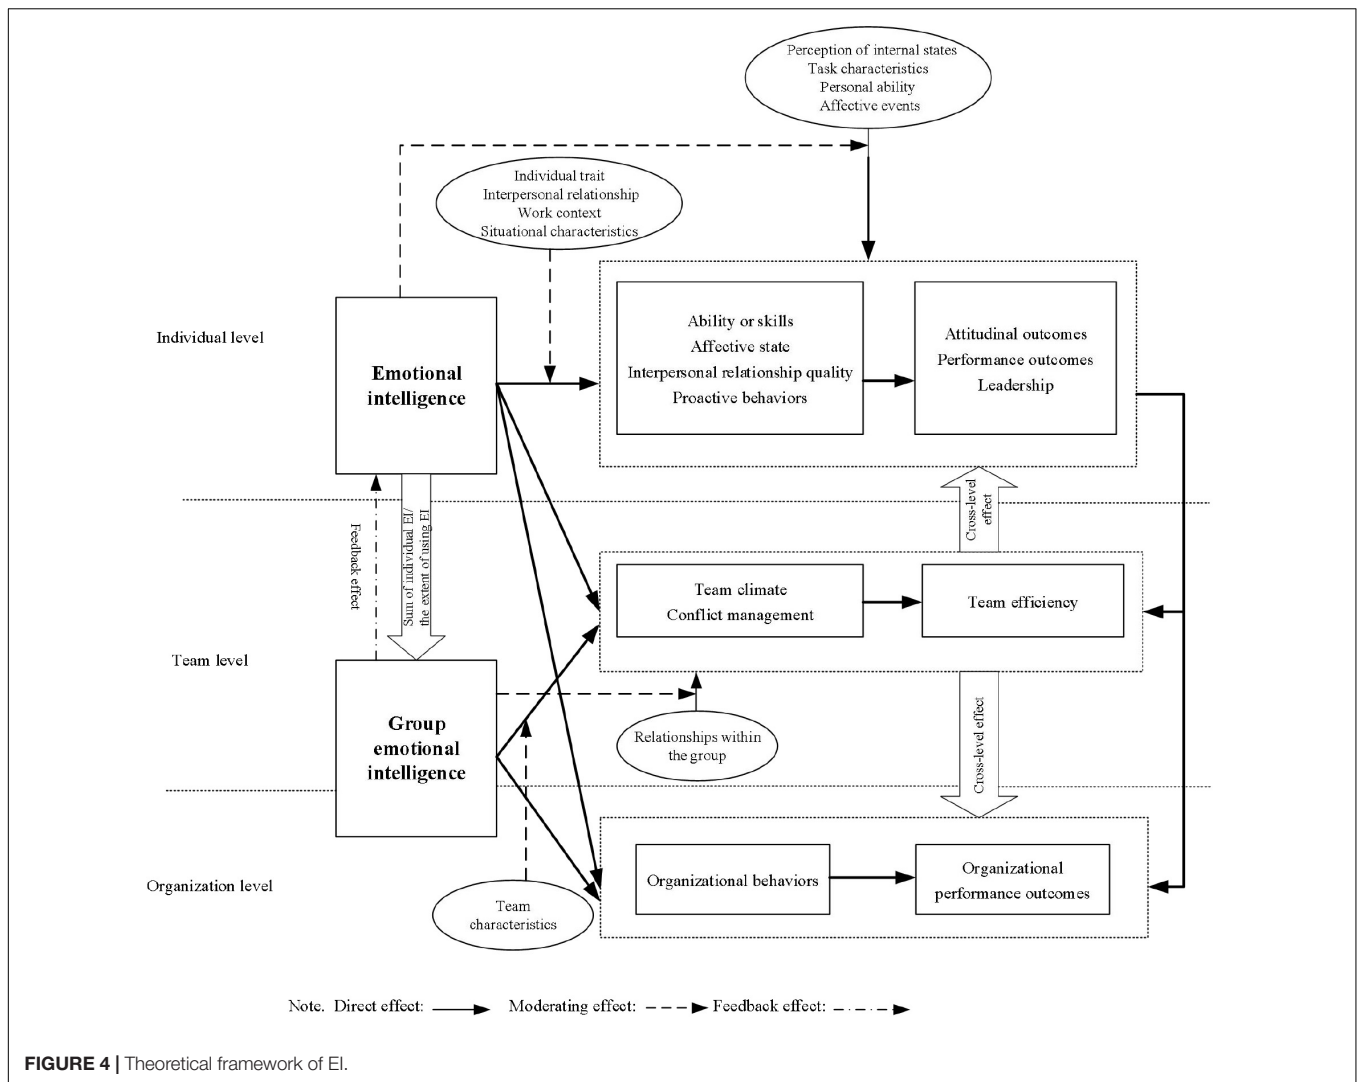 Perception of internal states
Task characteristics
Personal ability
Affective events
Individual trait
Interpersonal relationship
Work context
Situational characteristics
Individual level
Emotional
intelligence
Ability or skills
Affective state
Interpersonal relationship quality
Proactive behaviors
Attitudinal outcomes
Performance outcomes
Leadership
Feedback effect
Sum of individual EI/
the extent of using EI
Cross-level
effect
Team level
Team climate
Conflict management
Team efficiency
Group
emotional
intelligence
Relationships within
the group
Cross-level effect
Organization level
Team
characteristics
Organizational behaviors
Organizational
performance outcomes
Note. Direct effect: Moderating effect: Feedback effect:
FIGURE 4 | Theoretical framework of EI.